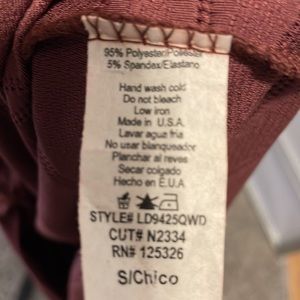 95% Polyester/Poliester
5% Spandex/Elastano
Hand wash cold
Do not bleach
Low iron
Made in U.S.A.
Lavar agua fria
No usar blanqueador
Planchar al reves
Secar colgado
Hecho en E.U.A
STYLE# LD9425QWD
CUT# N2334
RN# 125326
S/Chico